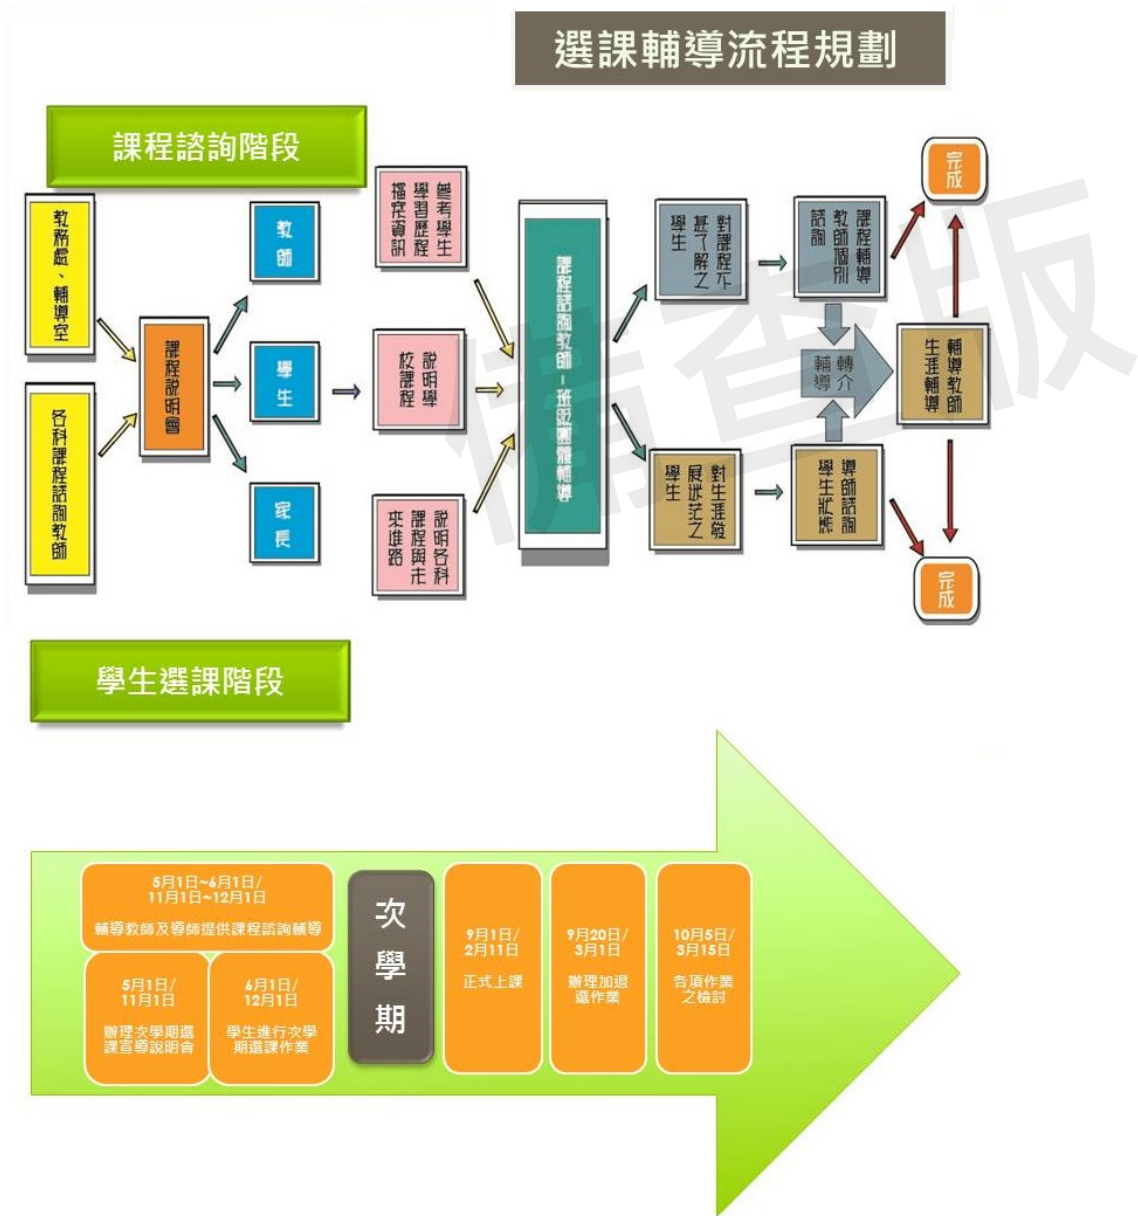 選課輔導流程規劃
課程諮詢階段
教務處、輔導室
各科課程諮詢教師
課程說明會
教師
學生
家長
參考學生
學習歷程
檔案資訊
說明學
校課程
說明各科
課程與未
來進路
課程諮詢教師-班級團體輔導
對課程不
甚了解之
學生
對生涯發
展迷茫之
學生
課程輔導
教師個別
諮詢
轉介
輔導
導師諮詢
學生狀態
輔導教師
生涯輔導
完成
完成
備查版
學生選課階段
5月1日~6月1日/
11月1日~12月1日
輔導教師及導師提供課程諮詢輔導
5月1日/
11月1日
辦理次學期選
課宣導說明會
6月1日/
12月1日
學生進行次學
期選課作業
次
學
期
9月1日/
2月11日
正式上課
9月20日/
3月1日
辦理加退
選作業
10月5日/
3月15日
各項作業
之檢討